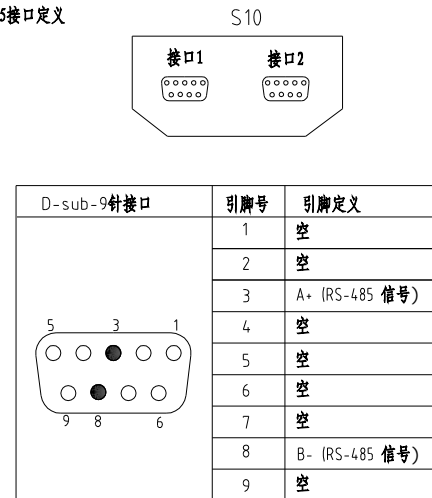 5接口定义
S10
接口1 接口2
D-sub-9针接口 引脚号 引脚定义
1 空
2 空
3 A+ (RS-485 信号)
4 空
5 空
6 空
7 空
8 B- (RS-485 信号)
9 空
5 3 1
9 8 6